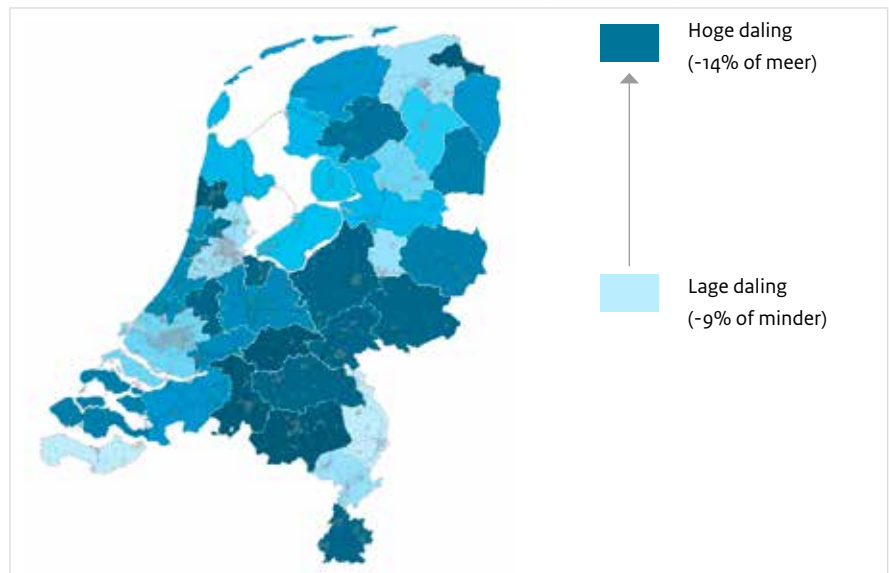 Hoge daling
(-14% of meer)
Lage daling
(-9% of minder)